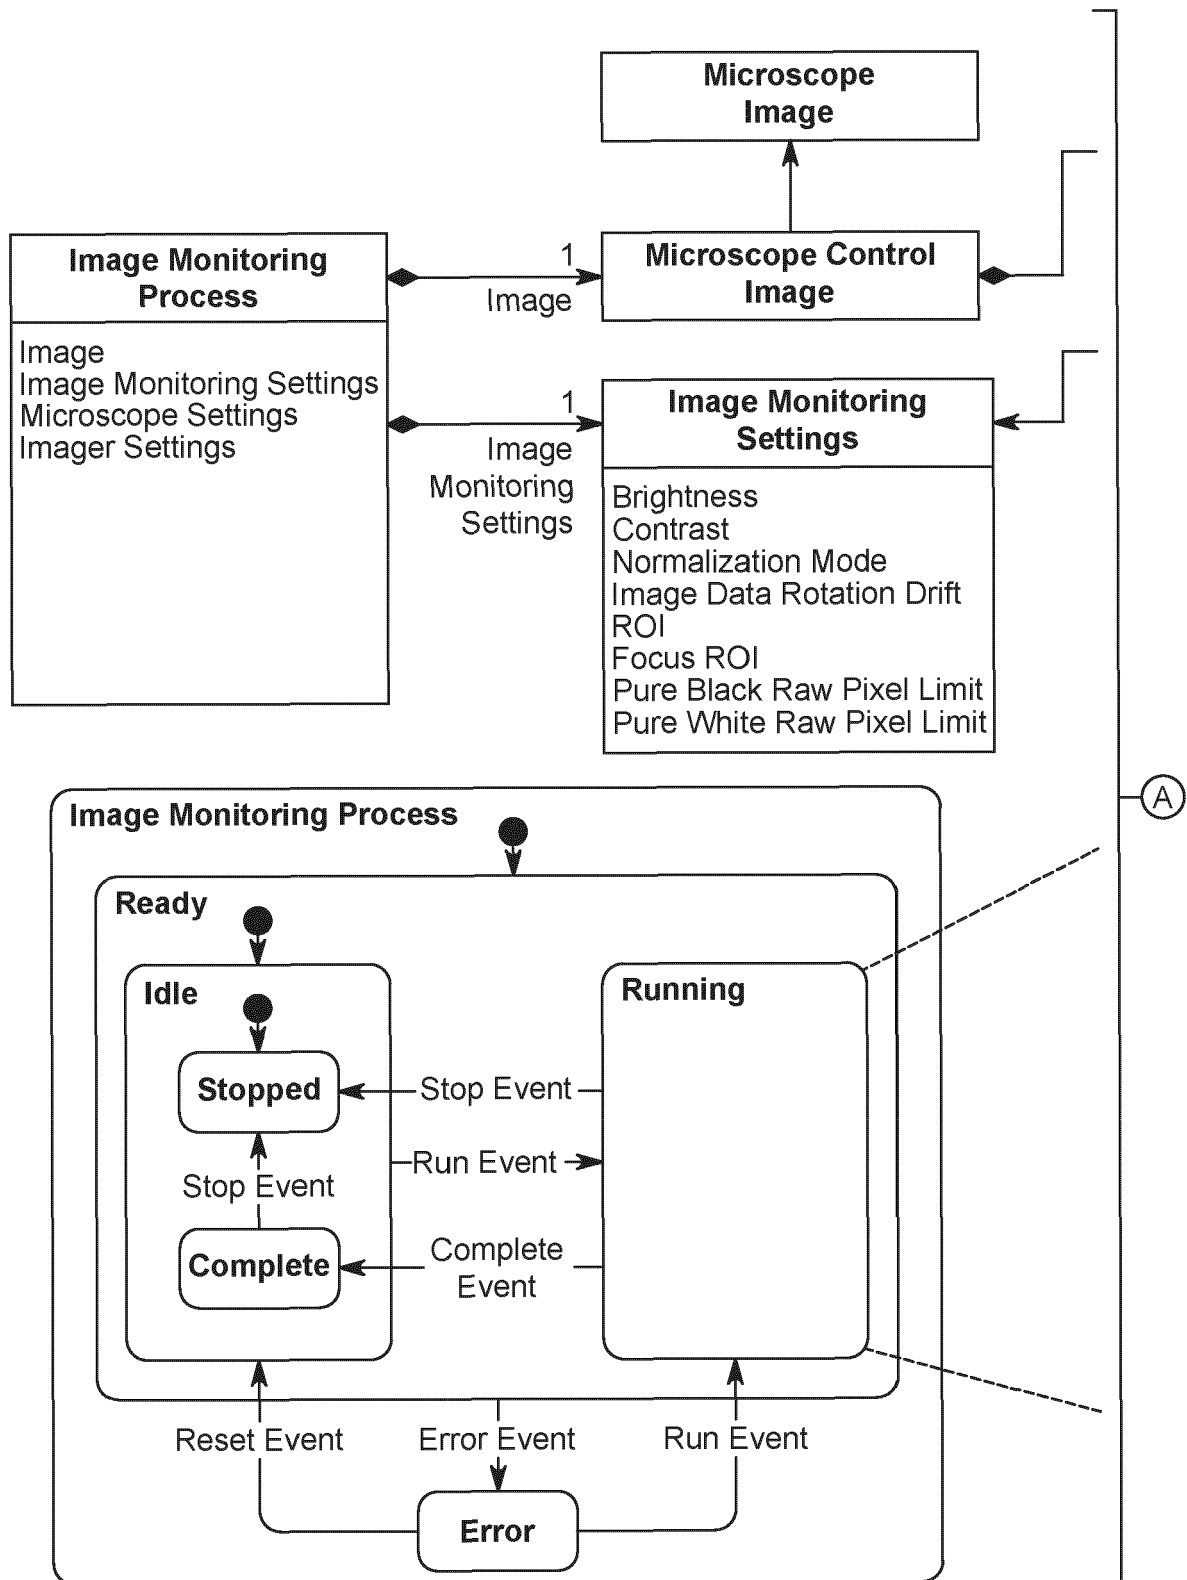 Microscope
Image
Image Monitoring
Process
Image
Image Monitoring Settings
Microscope Settings
Imager Settings
1
Image
Microscope Control
Image
1
Image
Monitoring
Settings
Image Monitoring
Settings
Brightness
Contrast
Normalization Mode
Image Data Rotation Drift
ROI
Focus ROI
Pure Black Raw Pixel Limit
Pure White Raw Pixel Limit
A
Image Monitoring Process
Ready
Idle
Running
Stopped
Stop Event
Run Event
Stop Event
Complete
Complete
Event
Reset Event
Error Event
Run Event
Error